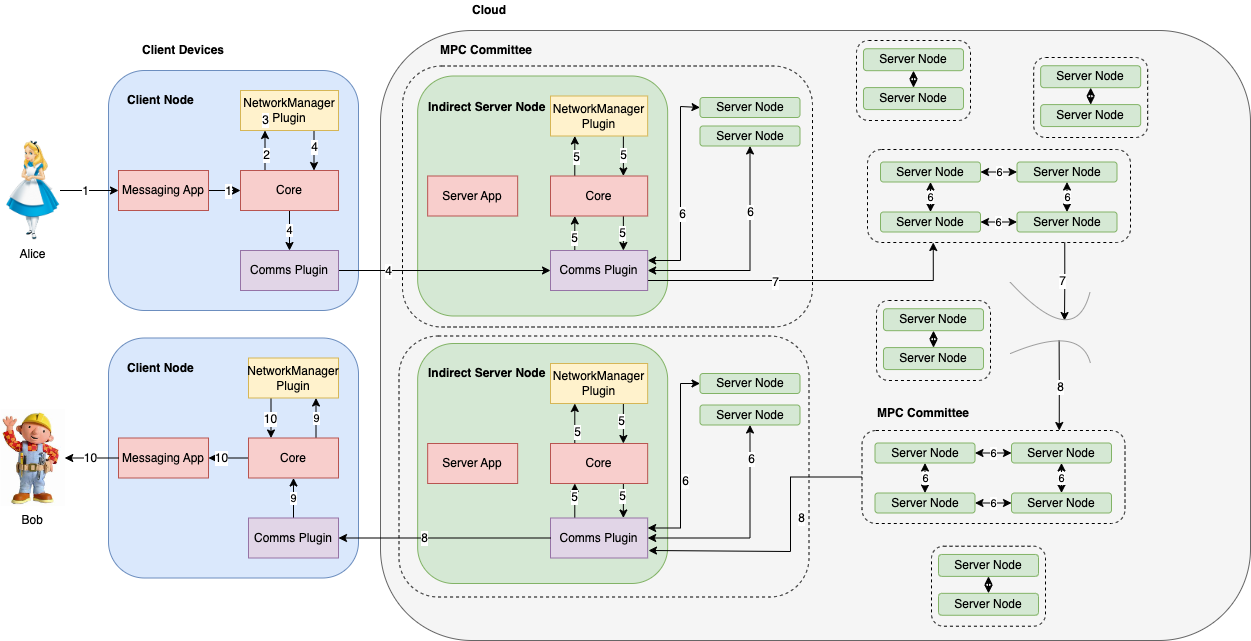 Cloud
Client Devices
MPC Committee
Client Node
NetworkManager
Plugin
3
2
4
Alice
1
Messaging App
1
Core
4
Comms Plugin
4
Indirect Server Node
NetworkManager
Plugin
5
5
Server App
Core
5
5
Comms Plugin
Server Node
Server Node
6
6
7
Server Node
Server Node
Server Node
Server Node
Server Node
6
Server Node
6
6
Server Node
6
Server Node
7
Server Node
Server Node
8
Client Node
NetworkManager
Plugin
10
9
Bob
10
Messaging App
10
Core
9
Comms Plugin
8
Indirect Server Node
NetworkManager
Plugin
5
5
Server App
Core
5
5
Comms Plugin
Server Node
Server Node
6
6
8
MPC Committee
Server Node
6
Server Node
6
6
Server Node
6
Server Node
Server Node
Server Node